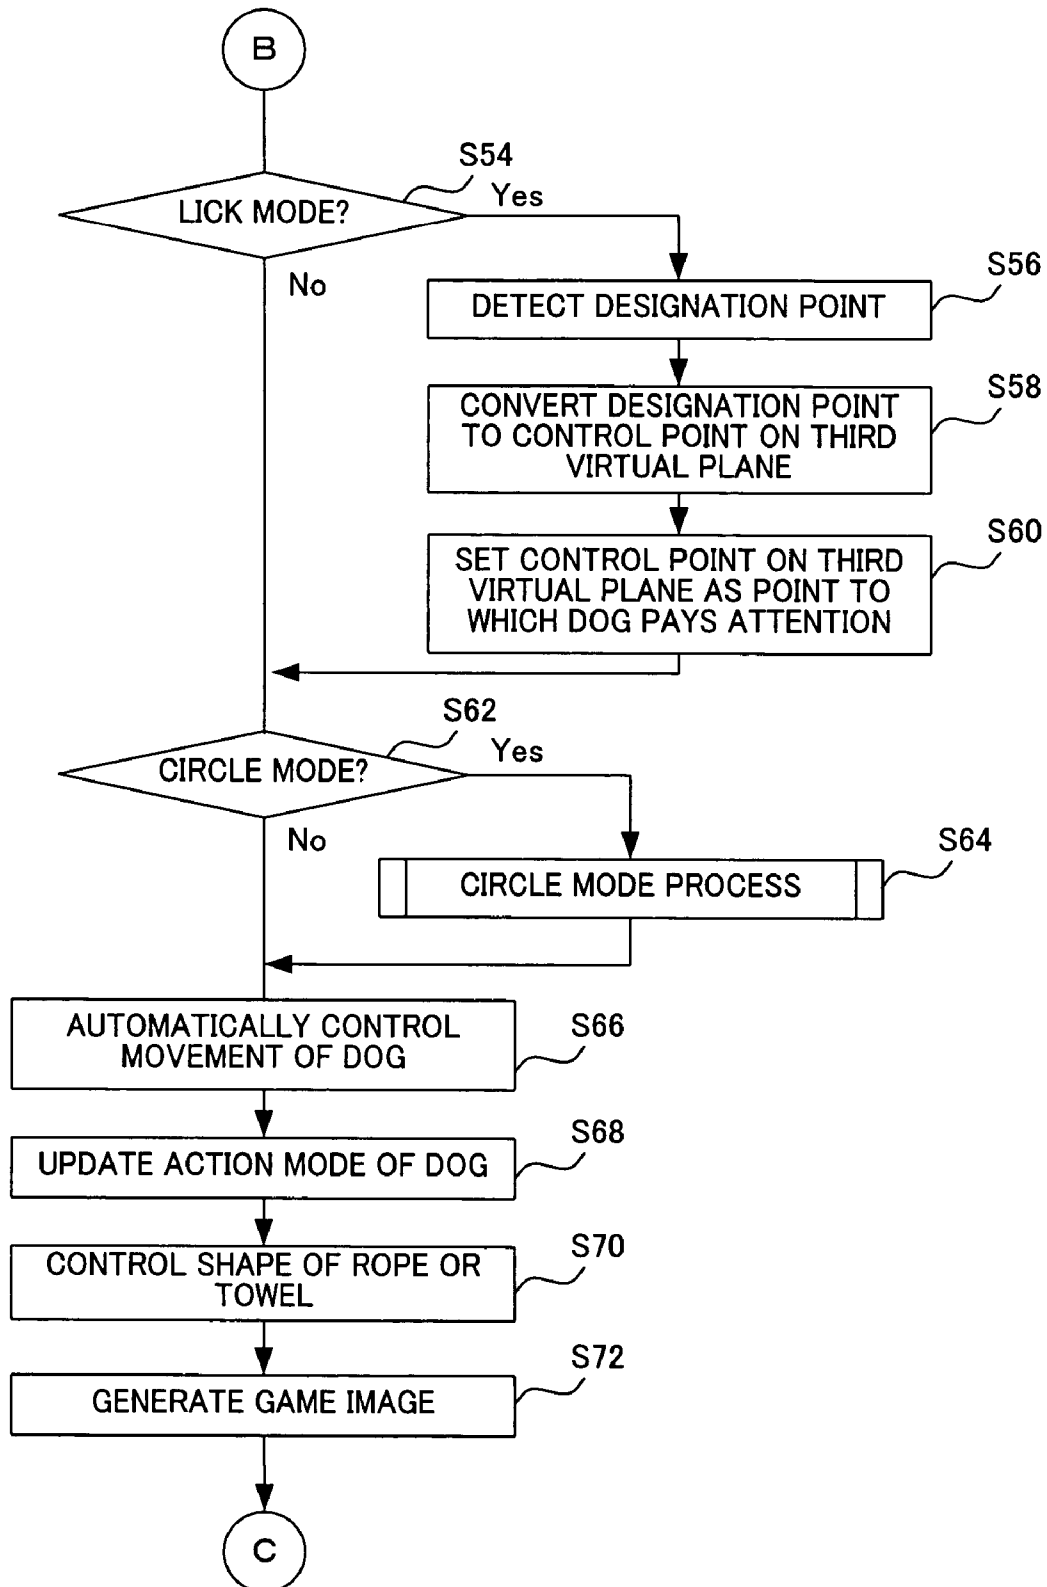 B
S54
LICK MODE?
Yes
No
S56
DETECT DESIGNATION POINT
S58
CONVERT DESIGNATION POINT
TO CONTROL POINT ON THIRD
VIRTUAL PLANE
S60
SET CONTROL POINT ON THIRD
VIRTUAL PLANE AS POINT TO
WHICH DOG PAYS ATTENTION
S62
CIRCLE MODE?
Yes
No
S64
CIRCLE MODE PROCESS
AUTOMATICALLY CONTROL
MOVEMENT OF DOG
S66
UPDATE ACTION MODE OF DOG
S68
CONTROL SHAPE OF ROPE OR
TOWEL
S70
GENERATE GAME IMAGE
S72
C